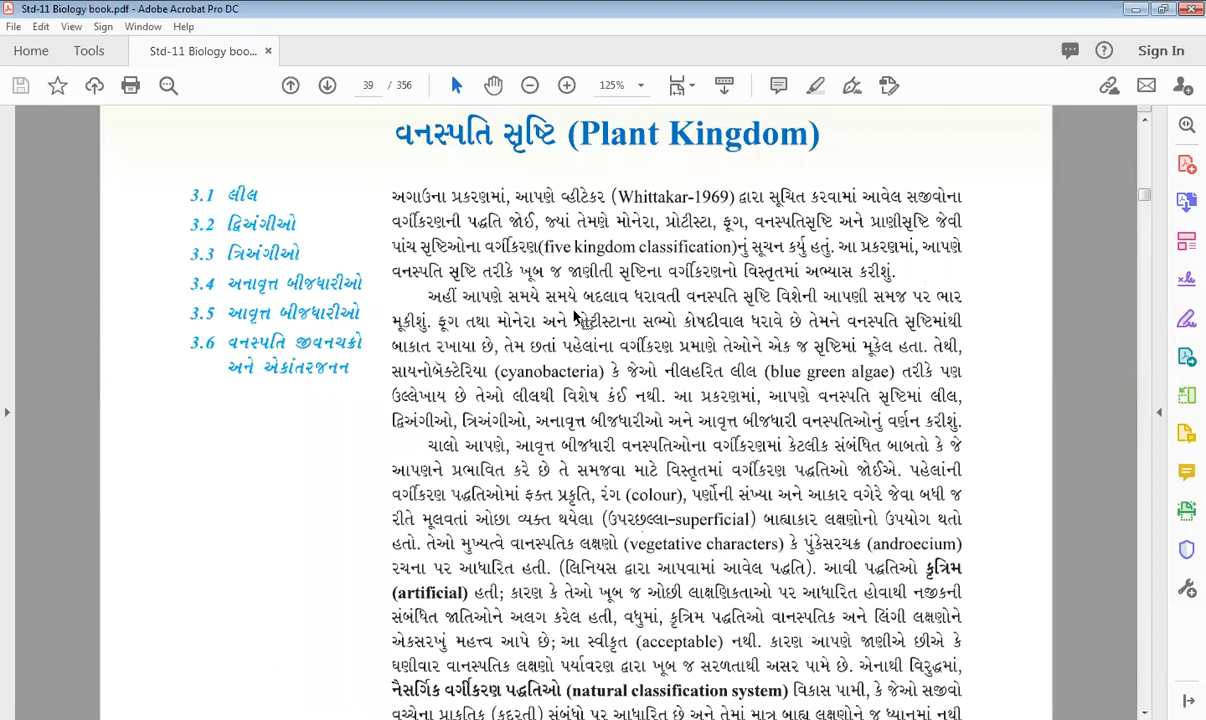 Std-11 Biology book.pdf - Adobe Acrobat Pro DC
File Edit View Sign Window Help
Home Tools Std-11 Biology boo... × Sign In
39 / 356 125%
વનસ્પતિ સૃષ્ટિ (Plant Kingdom)
3.1 લીલ
3.2 દ્વિઅંગીઓ
3.3 ત્રિઅંગીઓ
3.4 અનાવૃત્ત બીજધારીઓ
3.5 આવૃત્ત બીજધારીઓ
3.6 વનસ્પતિ જીવનચક્રો
અને એકાંતરજનન
અગાઉના પ્રકરણમાં, આપણે વ્હીટેકર (Whittakar-1969) દ્વારા સૂચિત કરવામાં આવેલ સજીવોના
વર્ગીકરણની પદ્ધતિ જોઈ, જ્યાં તેમણે મોનેરા, પ્રોટીસ્ટા, ફૂગ, વનસ્પતિસૃષ્ટિ અને પ્રાણીસૃષ્ટિ જેવી
પાંચ સૃષ્ટિઓના વર્ગીકરણ(five kingdom classification)નું સૂચન કર્યુ હતું. આ પ્રકરણમાં, આપણે
વનસ્પતિ સૃષ્ટિ તરીકે ખૂબ જ જાણીતી સૃષ્ટિના વર્ગીકરણનો વિસ્તૃતમાં અભ્યાસ કરીશું.
અહીં આપણે સમયે સમયે બદલાવ ધરાવતી વનસ્પતિ સૃષ્ટિ વિશેની આપણી સમજ પર ભાર
મૂકીશું. ફૂગ તથા મોનેરા અને પ્રોટીસ્ટાના સભ્યો કોષદીવાલ ધરાવે છે તેમને વનસ્પતિ સૃષ્ટિમાંથી
બાકાત રખાયા છે, તેમ છતાં પહેલાંના વર્ગીકરણ પ્રમાણે તેઓને એક જ સૃષ્ટિમાં મૂકેલ હતા. તેથી,
સાયનોબેક્ટેરિયા (cyanobacteria) કે જેઓ નીલહરિત લીલ (blue green algae) તરીકે પણ
ઉલ્લેખાય છે તેઓ લીલથી વિશેષ કંઈ નથી. આ પ્રકરણમાં, આપણે વનસ્પતિ સૃષ્ટિમાં લીલ,
દ્વિઅંગીઓ, ત્રિઅંગીઓ, અનાવૃત્ત બીજધારીઓ અને આવૃત્ત બીજધારી વનસ્પતિઓનું વર્ણન કરીશું.
ચાલો આપણે, આવૃત્ત બીજધારી વનસ્પતિઓના વર્ગીકરણમાં કેટલીક સંબંધિત બાબતો કે જે
આપણને પ્રભાવિત કરે છે તે સમજવા માટે વિસ્તૃતમાં વર્ગીકરણ પદ્ધતિઓ જોઈએ. પહેલાંની
વર્ગીકરણ પદ્ધતિઓમાં ફક્ત પ્રકૃતિ, રંગ (colour), પર્ણોની સંખ્યા અને આકાર વગેરે જેવા બધી જ
રીતે મૂલવતાં ઓછા વ્યક્ત થયેલા (ઉપરછલ્લા–superficial) બાહ્યાકાર લક્ષણોનો ઉપયોગ થતો
હતો. તેઓ મુખ્યત્વે વાનસ્પતિક લક્ષણો (vegetative characters) કે પુંકેસરચક્ર (androecium)
રચના પર આધારિત હતી. (લિનિયસ દ્વારા આપવામાં આવેલ પદ્ધતિ). આવી પદ્ધતિઓ કૃત્રિમ
(artificial) હતી; કારણ કે તેઓ ખૂબ જ ઓછી લાક્ષણિકતાઓ પર આધારિત હોવાથી નજીકની
સંબંધિત જાતિઓને અલગ કરેલ હતી, વધુમાં, કૃત્રિમ પદ્ધતિઓ વાનસ્પતિક અને લિંગી લક્ષણોને
એકસરખું મહત્ત્વ આપે છે; આ સ્વીકૃત (acceptable) નથી. કારણ આપણે જાણીએ છીએ કે
ઘણીવાર વાનસ્પતિક લક્ષણો પર્યાવરણ દ્વારા ખૂબ જ સરળતાથી અસર પામે છે. એનાથી વિરુદ્ધમાં,
નૈસર્ગિક વર્ગીકરણ પદ્ધતિઓ (natural classification system) વિકાસ પામી, કે જેઓ સજીવો
વચ્ચેના પ્રાકૃતિક (કુદરતી) સંબંધો પર આધારિત છે અને તેમાં માત્ર બાહ્ય લક્ષણોને જ ધ્યાનમાં નથી